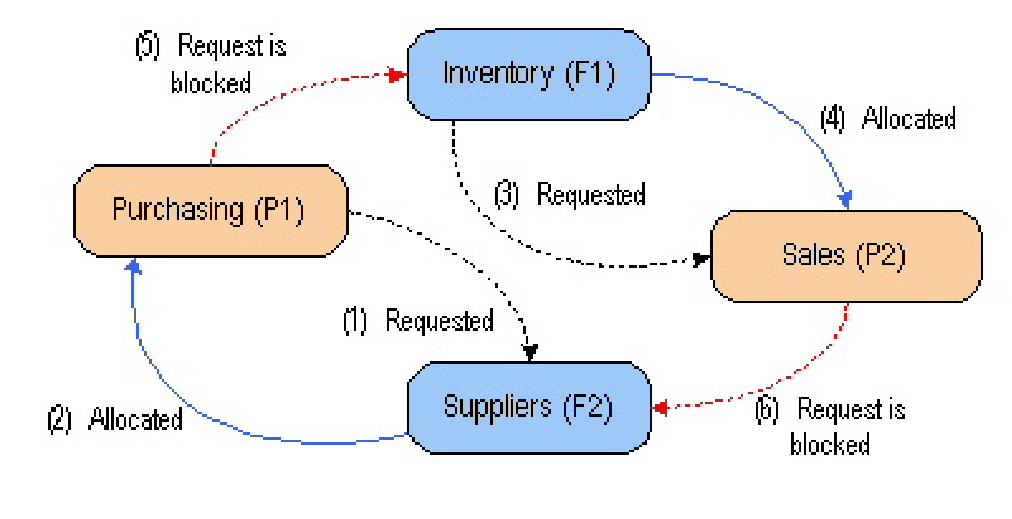 (5) Request is
blocked
Inventory (F1)
(4) Allocated
(3) Requested
Purchasing (P1)
Sales (P2)
(1) Requested
Suppliers (F2)
(2) Allocated
(6) Request is
blocked